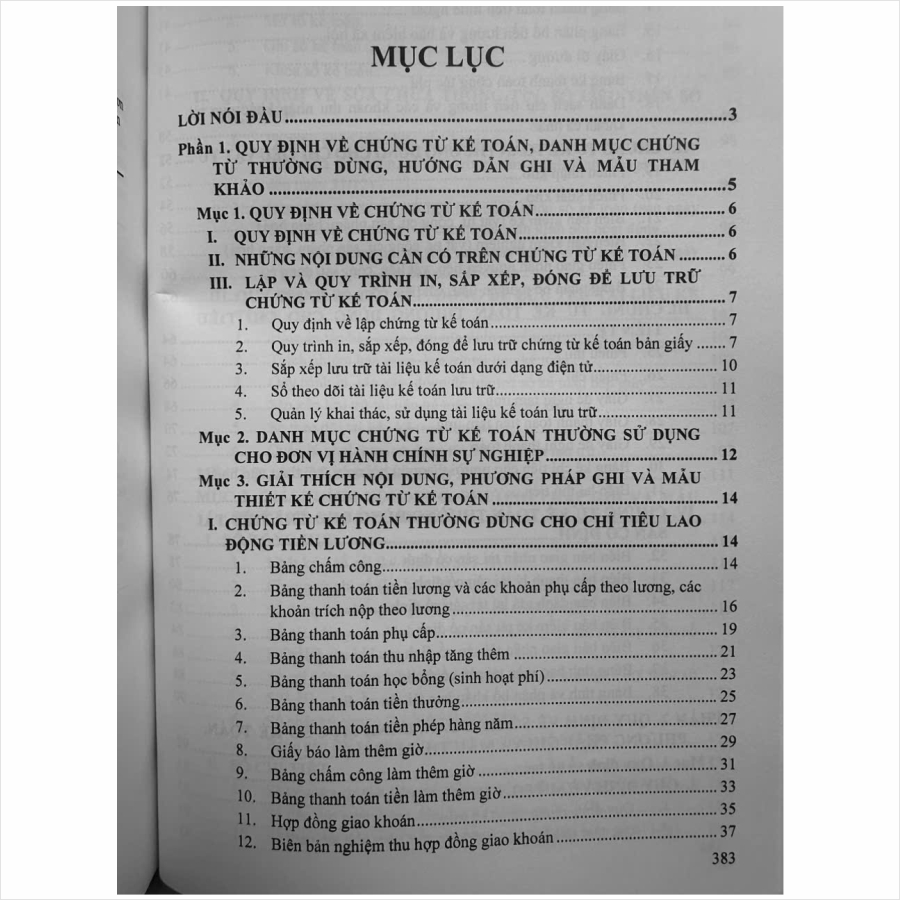 MỤC LỤC
LỜI NÓI ĐẦU 3
Phần 1. QUY ĐỊNH VỀ CHỨNG TỪ KẾ TOÁN, DANH MỤC CHỨNG
TỪ THƯỜNG DÙNG, HƯỚNG DẪN GHI VÀ MẪU THAM
KHẢO 5
Mục 1. QUY ĐỊNH VỀ CHỨNG TỪ KẾ TOÁN 6
I. QUY ĐỊNH VỀ CHỨNG TỪ KẾ TOÁN 6
II. NHỮNG NỘI DUNG CẦN CÓ TRÊN CHỨNG TỪ KẾ TOÁN 6
III. LẬP VÀ QUY TRÌNH IN, SẮP XẾP, ĐÓNG ĐỂ LƯU TRỮ
CHỨNG TỪ KẾ TOÁN 7
1. Quy định về lập chứng từ kế toán 7
2. Quy trình in, sắp xếp, đóng để lưu trữ chứng từ kế toán bản giấy 7
3. Sắp xếp lưu trữ tài liệu kế toán dưới dạng điện tử 10
4. Sổ theo dõi tài liệu kế toán lưu trữ 11
5. Quản lý khai thác, sử dụng tài liệu kế toán lưu trữ 11
Mục 2. DANH MỤC CHỨNG TỪ KẾ TOÁN THƯỜNG SỬ DỤNG
CHO ĐƠN VỊ HÀNH CHÍNH SỰ NGHIỆP 12
Mục 3. GIẢI THÍCH NỘI DUNG, PHƯƠNG PHÁP GHI VÀ MẪU
THIẾT KẾ CHỨNG TỪ KẾ TOÁN 14
I. CHỨNG TỪ KẾ TOÁN THƯỜNG DÙNG CHO CHỈ TIÊU LAO
ĐỘNG TIỀN LƯƠNG 14
1. Bảng chấm công 14
2. Bảng thanh toán tiền lương và các khoản phụ cấp theo lương, các
khoản trích nộp theo lương 16
3. Bảng thanh toán phụ cấp 19
4. Bảng thanh toán thu nhập tăng thêm 21
5. Bảng thanh toán học bổng (sinh hoạt phí) 23
6. Bảng thanh toán tiền thưởng 25
7. Bảng thanh toán tiền phép hàng năm 27
8. Giấy báo làm thêm giờ 29
9. Bảng chấm công làm thêm giờ 31
10. Bảng thanh toán tiền làm thêm giờ 33
11. Hợp đồng giao khoán 35
12. Biên bản nghiệm thu hợp đồng giao khoán 37
383